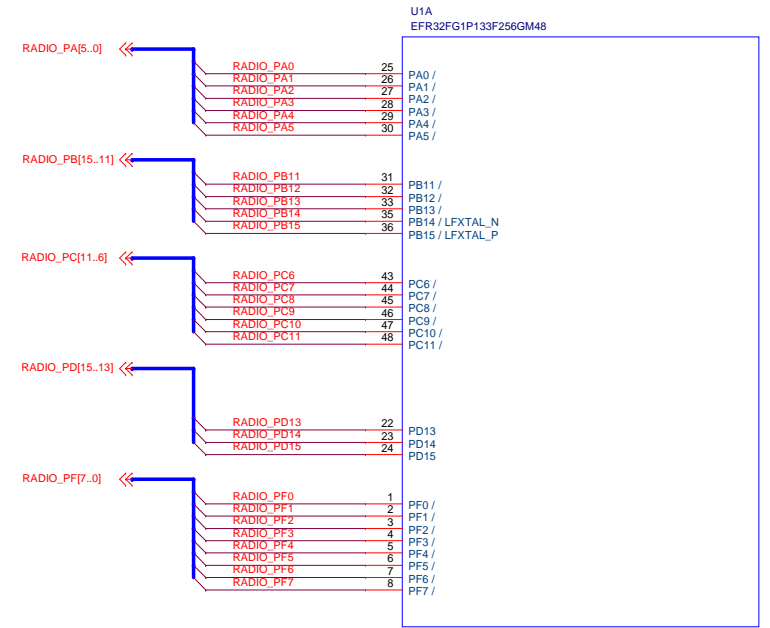 U1A
EFR32FG1P133F256GM48
RADIO_PA[5..0]
RADIO_PA0 25 PA0 /
RADIO_PA1 26 PA1 /
RADIO_PA2 27 PA2 /
RADIO_PA3 28 PA3 /
RADIO_PA4 29 PA4 /
RADIO_PA5 30 PA5 /
RADIO_PB[15..11]
RADIO_PB11 31 PB11 /
RADIO_PB12 32 PB12 /
RADIO_PB13 33 PB13 /
RADIO_PB14 35 PB14 / LFXTAL_N
RADIO_PB15 36 PB15 / LFXTAL_P
RADIO_PC[11..6]
RADIO_PC6 43 PC6 /
RADIO_PC7 44 PC7 /
RADIO_PC8 45 PC8 /
RADIO_PC9 46 PC9 /
RADIO_PC10 47 PC10 /
RADIO_PC11 48 PC11 /
RADIO_PD[15..13]
RADIO_PD13 22 PD13
RADIO_PD14 23 PD14
RADIO_PD15 24 PD15
RADIO_PF[7..0]
RADIO_PF0 1 PF0 /
RADIO_PF1 2 PF1 /
RADIO_PF2 3 PF2 /
RADIO_PF3 4 PF3 /
RADIO_PF4 5 PF4 /
RADIO_PF5 6 PF5 /
RADIO_PF6 7 PF6 /
RADIO_PF7 8 PF7 /